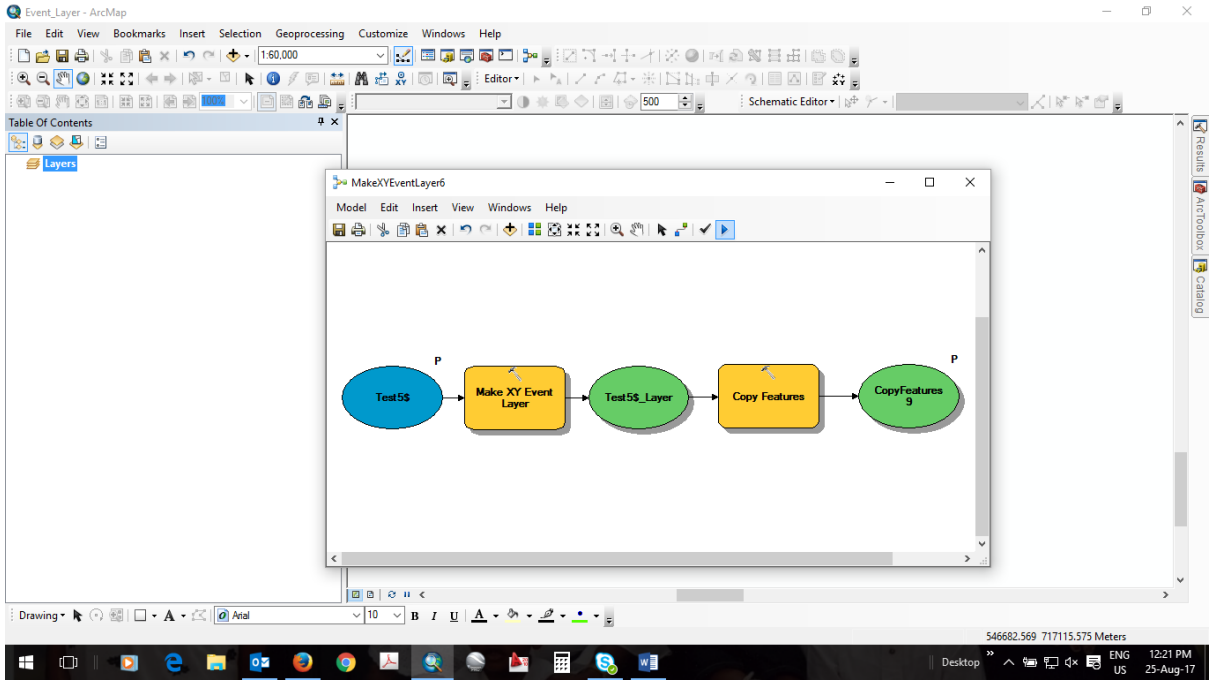 Event_Layer - ArcMap
File Edit View Bookmarks Insert Selection Geoprocessing Customize Windows Help
1:60,000
Editor
100% 500 Schematic Editor
Table Of Contents
Layers
MakeXYEventLayer6
Model Edit Insert View Windows Help
P
Test5$
Make XY Event
Layer
Test5$_Layer
Copy Features
P
CopyFeatures
9
Results
ArcToolbox
Catalog
Drawing A Arial 10 B I U A
546682.569 717115.575 Meters
Desktop ENG
US
12:21 PM
25-Aug-17